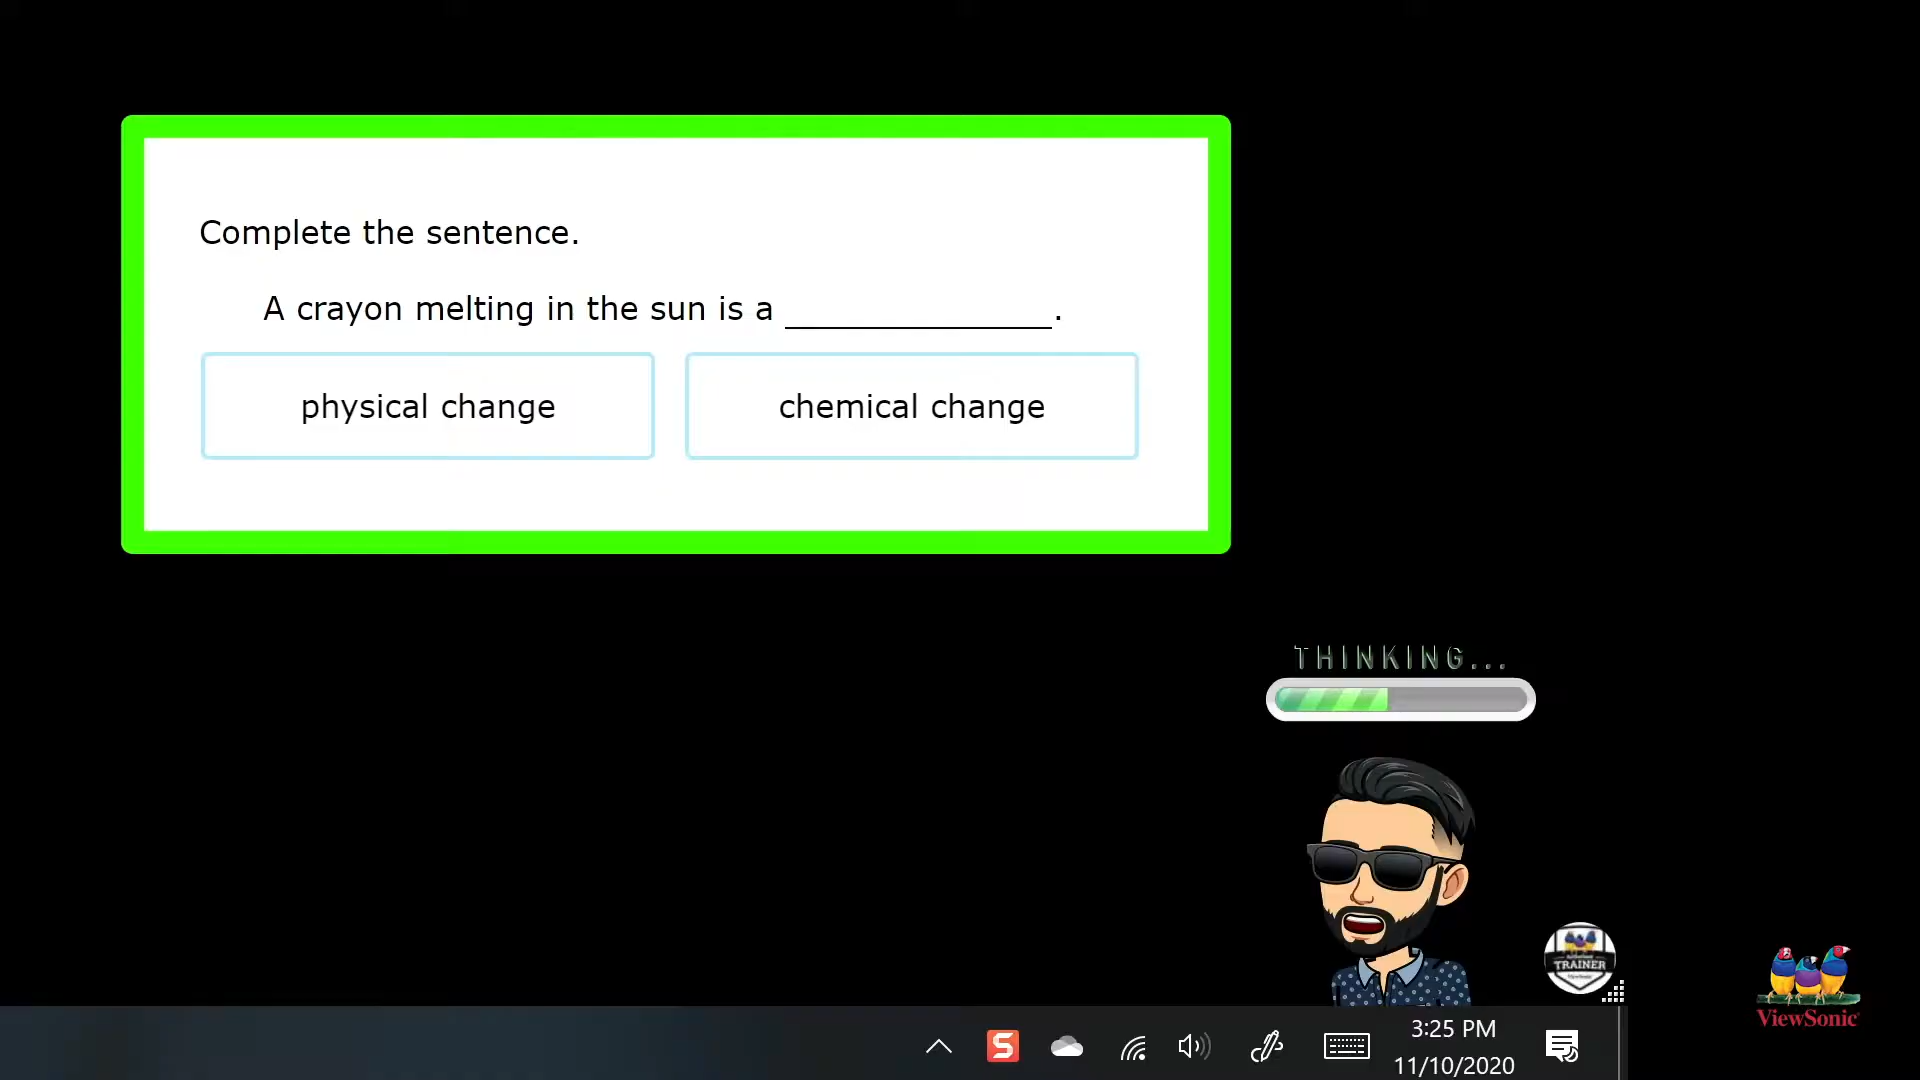 Complete the sentence.
A crayon melting in the sun is a ______________.
physical change
chemical change
THINKING...
TRAINER
ViewSonic
S
3:25 PM
11/10/2020